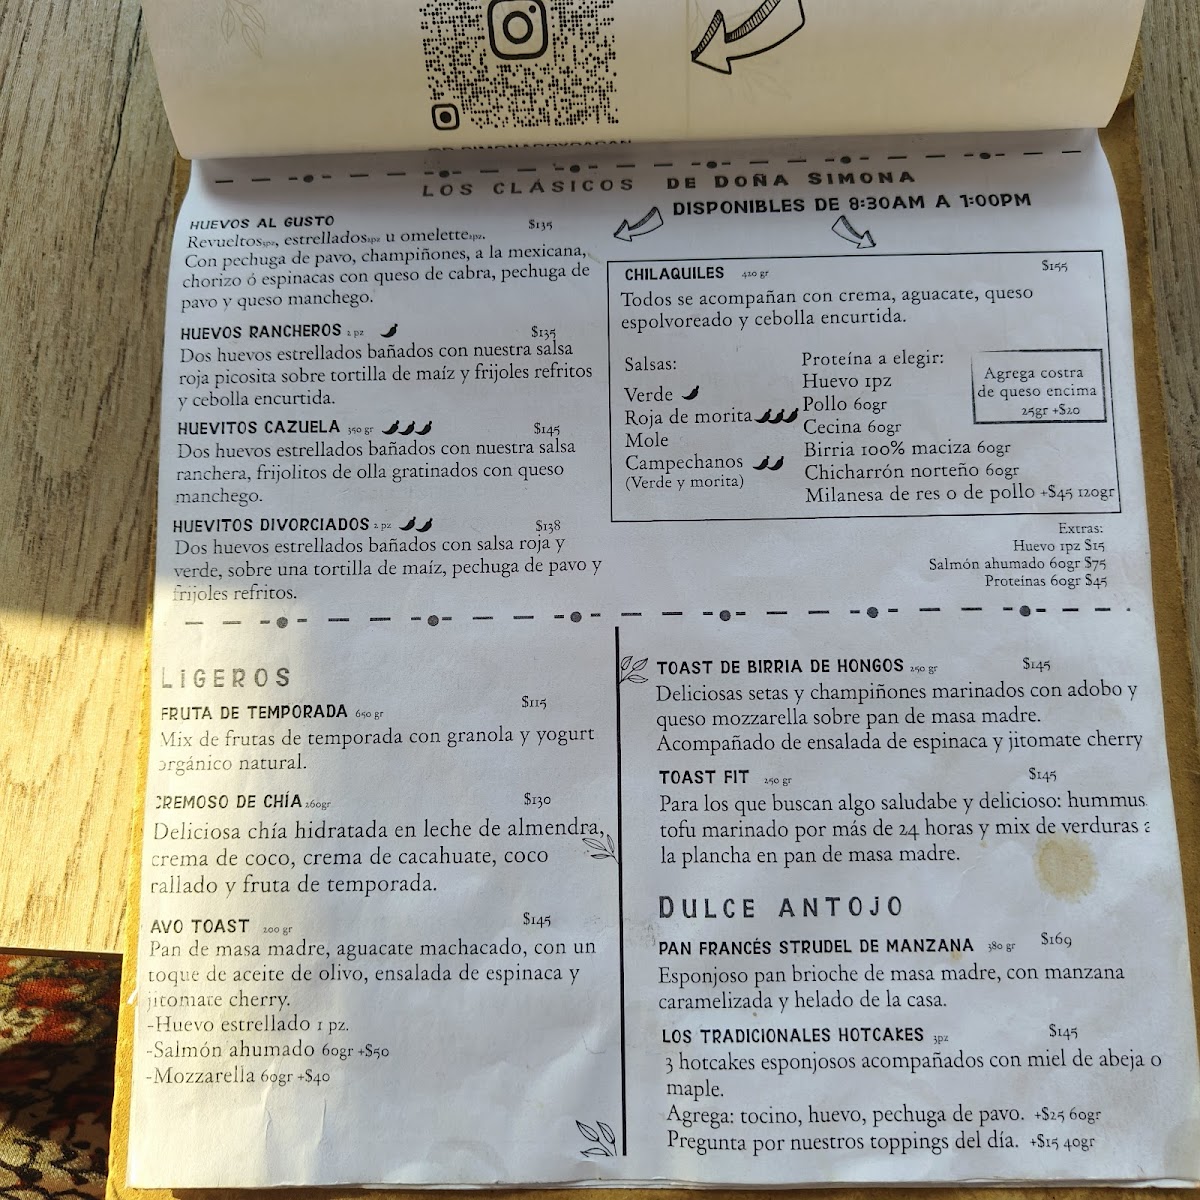 LOS CLÁSICOS DE DOÑA SIMONA
DISPONIBLES DE 8:30AM A 1:00PM
HUEVOS AL GUSTO $135
Revueltos2pz, estrellados2pz u omelette2pz.
Con pechuga de pavo, champiñones, a la mexicana,
chorizo ó espinacas con queso de cabra, pechuga de
pavo y queso manchego.
HUEVOS RANCHEROS 2 pz $135
Dos huevos estrellados bañados con nuestra salsa
roja picosita sobre tortilla de maíz y frijoles refritos
y cebolla encurtida.
HUEVITOS CAZUELA 350 gr $145
Dos huevos estrellados bañados con nuestra salsa
ranchera, frijolitos de olla gratinados con queso
manchego.
HUEVITOS DIVORCIADOS 2 pz $138
Dos huevos estrellados bañados con salsa roja y
verde, sobre una tortilla de maíz, pechuga de pavo y
frijoles refritos.
CHILAQUILES 420 gr $155
Todos se acompañan con crema, aguacate, queso
espolvoreado y cebolla encurtida.
Salsas:
Verde
Roja de morita
Mole
Campechanos
(Verde y morita)
Proteína a elegir:
Huevo 1pz
Pollo 60gr
Cecina 60gr
Birria 100% maciza 60gr
Chicharrón norteño 60gr
Milanesa de res o de pollo +$45 120gr
Agrega costra
de queso encima
25gr +$20
Extras:
Huevo 1pz $15
Salmón ahumado 60gr $75
Proteinas 60gr $45
LIGEROS
FRUTA DE TEMPORADA 650 gr $115
Mix de frutas de temporada con granola y yogurt
orgánico natural.
CREMOSO DE CHÍA 260gr $130
Deliciosa chía hidratada en leche de almendra,
crema de coco, crema de cacahuate, coco
rallado y fruta de temporada.
AVO TOAST 200 gr $145
Pan de masa madre, aguacate machacado, con un
toque de aceite de olivo, ensalada de espinaca y
jitomate cherry.
-Huevo estrellado 1 pz.
-Salmón ahumado 60gr +$50
-Mozzarella 60gr +$40
TOAST DE BIRRIA DE HONGOS 250 gr $145
Deliciosas setas y champiñones marinados con adobo y
queso mozzarella sobre pan de masa madre.
Acompañado de ensalada de espinaca y jitomate cherry
TOAST FIT 250 gr $145
Para los que buscan algo saludabe y delicioso: hummus
tofu marinado por más de 24 horas y mix de verduras a
la plancha en pan de masa madre.
DULCE ANTOJO
PAN FRANCÉS STRUDEL DE MANZANA 380 gr $169
Esponjoso pan brioche de masa madre, con manzana
caramelizada y helado de la casa.
LOS TRADICIONALES HOTCAKES 3pz $145
3 hotcakes esponjosos acompañados con miel de abeja o
maple.
Agrega: tocino, huevo, pechuga de pavo. +$25 60gr
Pregunta por nuestros toppings del día. +$15 40gr